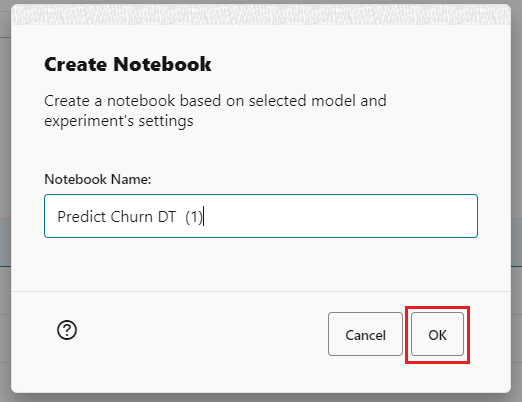 Create Notebook
Create a notebook based on selected model and
experiment's settings
Notebook Name:
Predict Churn DT  (1)
?
Cancel
OK